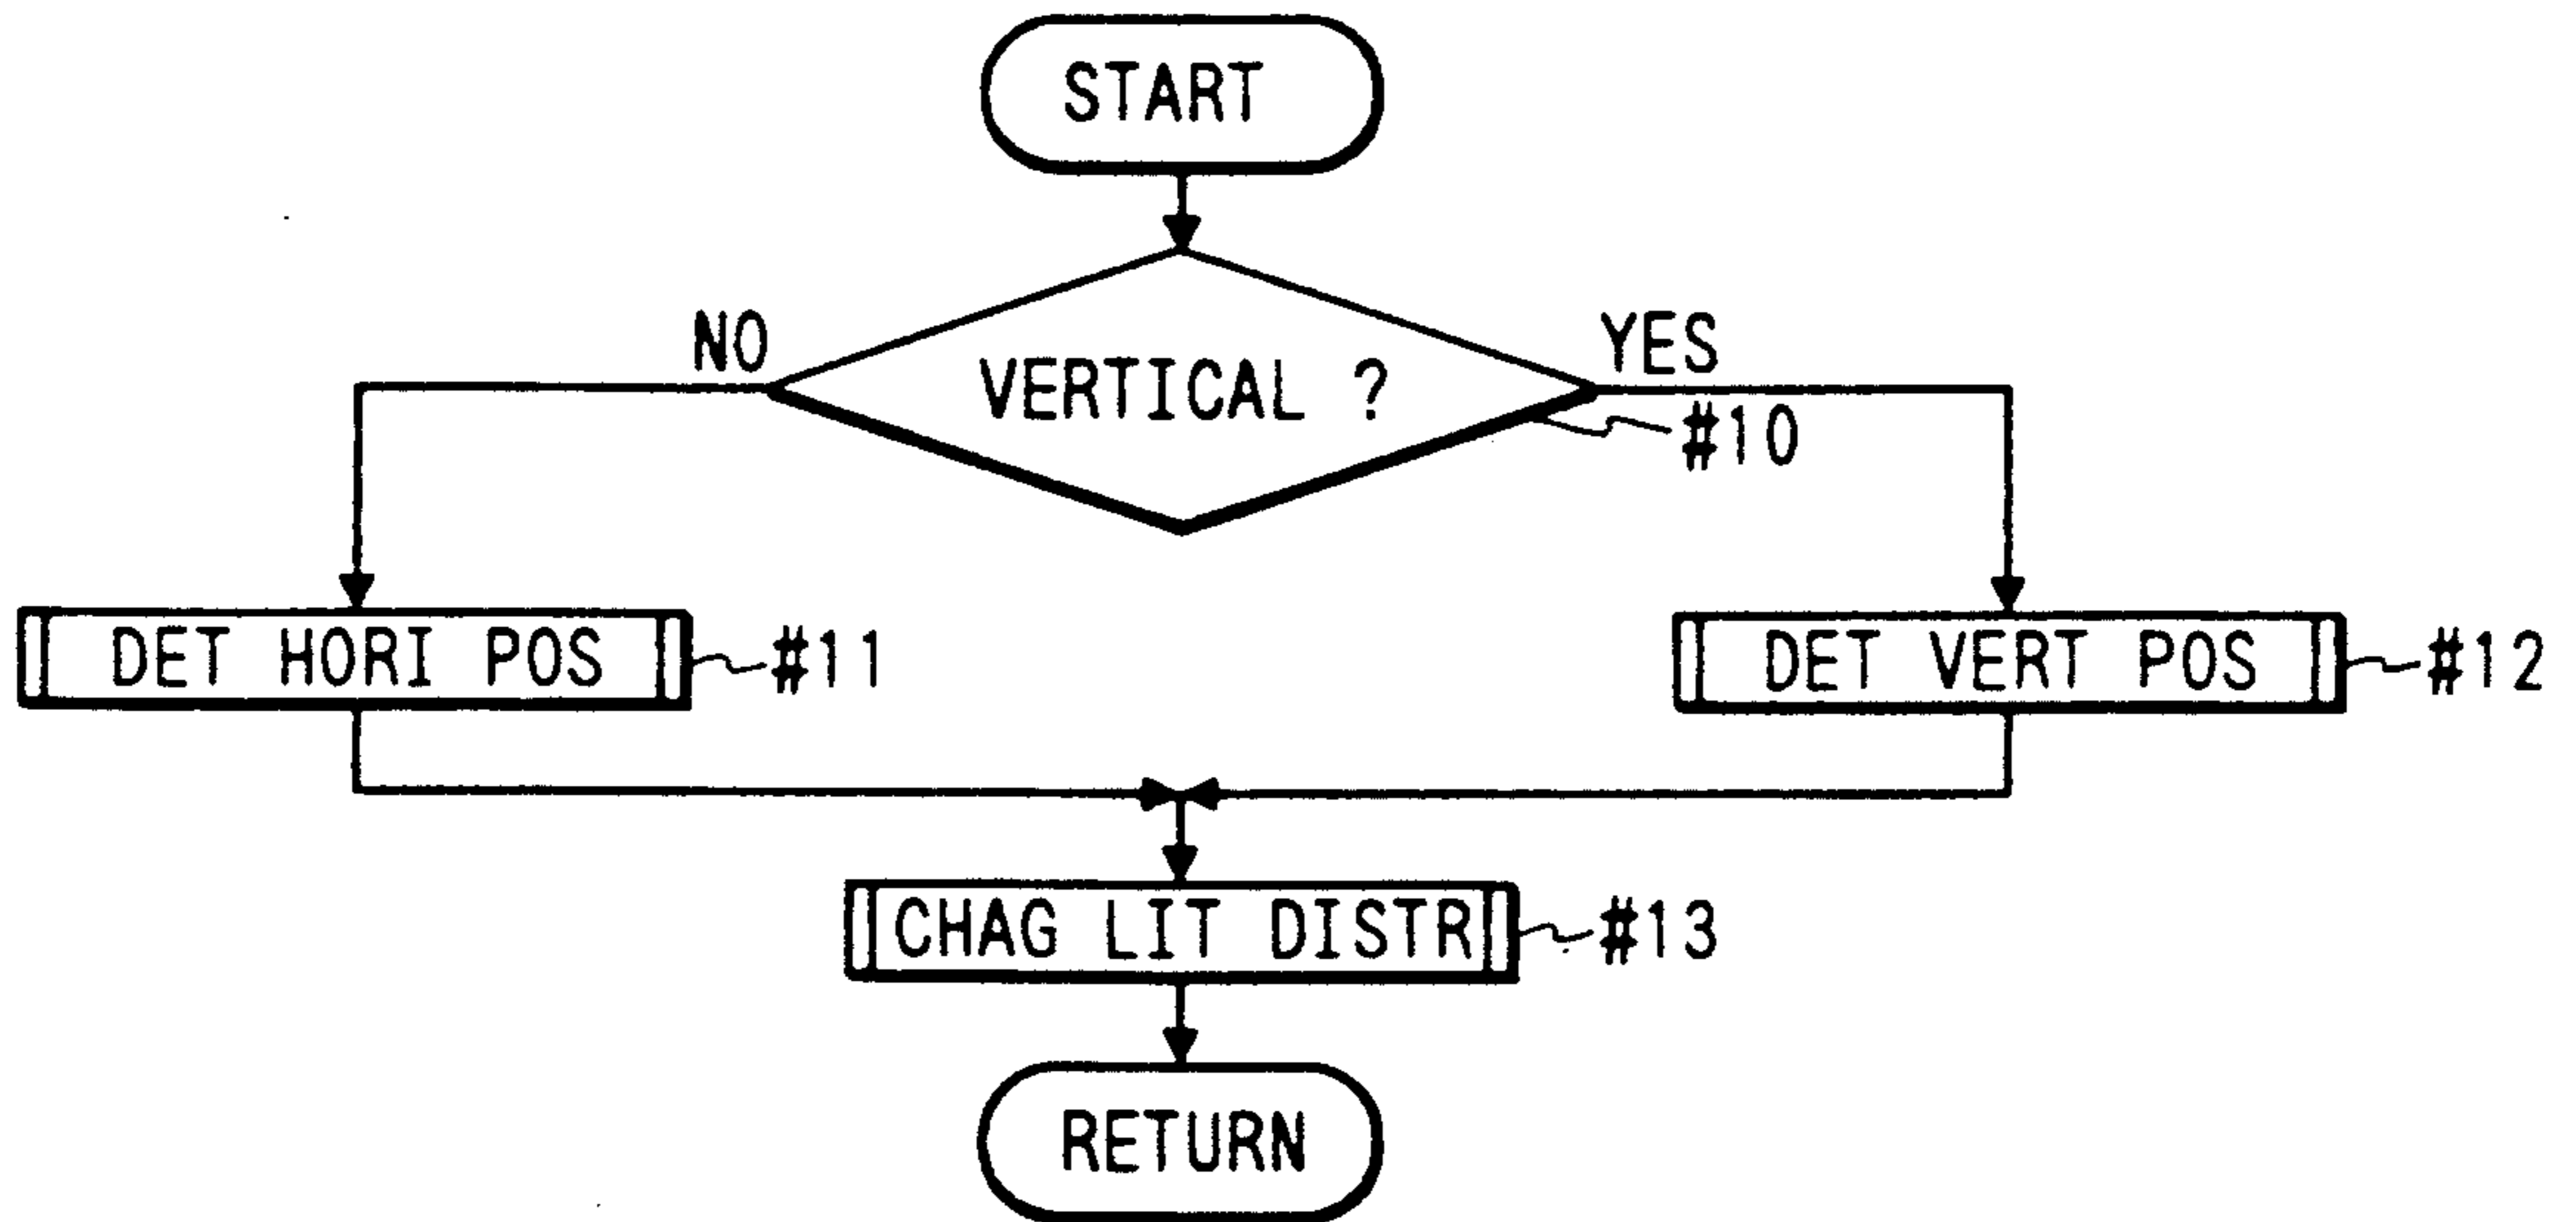 START
NO
YES
VERTICAL ?
#10
DET HORI POS
#11
DET VERT POS
#12
CHAG LIT DISTR
#13
RETURN